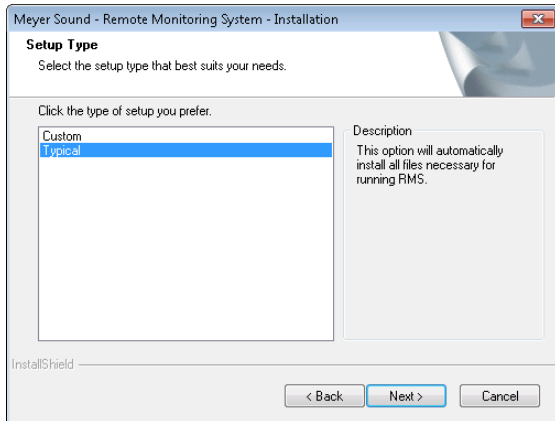 Meyer Sound - Remote Monitoring System - Installation
Setup Type
Select the setup type that best suits your needs.
Click the type of setup you prefer.
Custom
Typical
Description
This option will automatically
install all files necessary for
running RMS.
InstallShield
< Back
Next >
Cancel